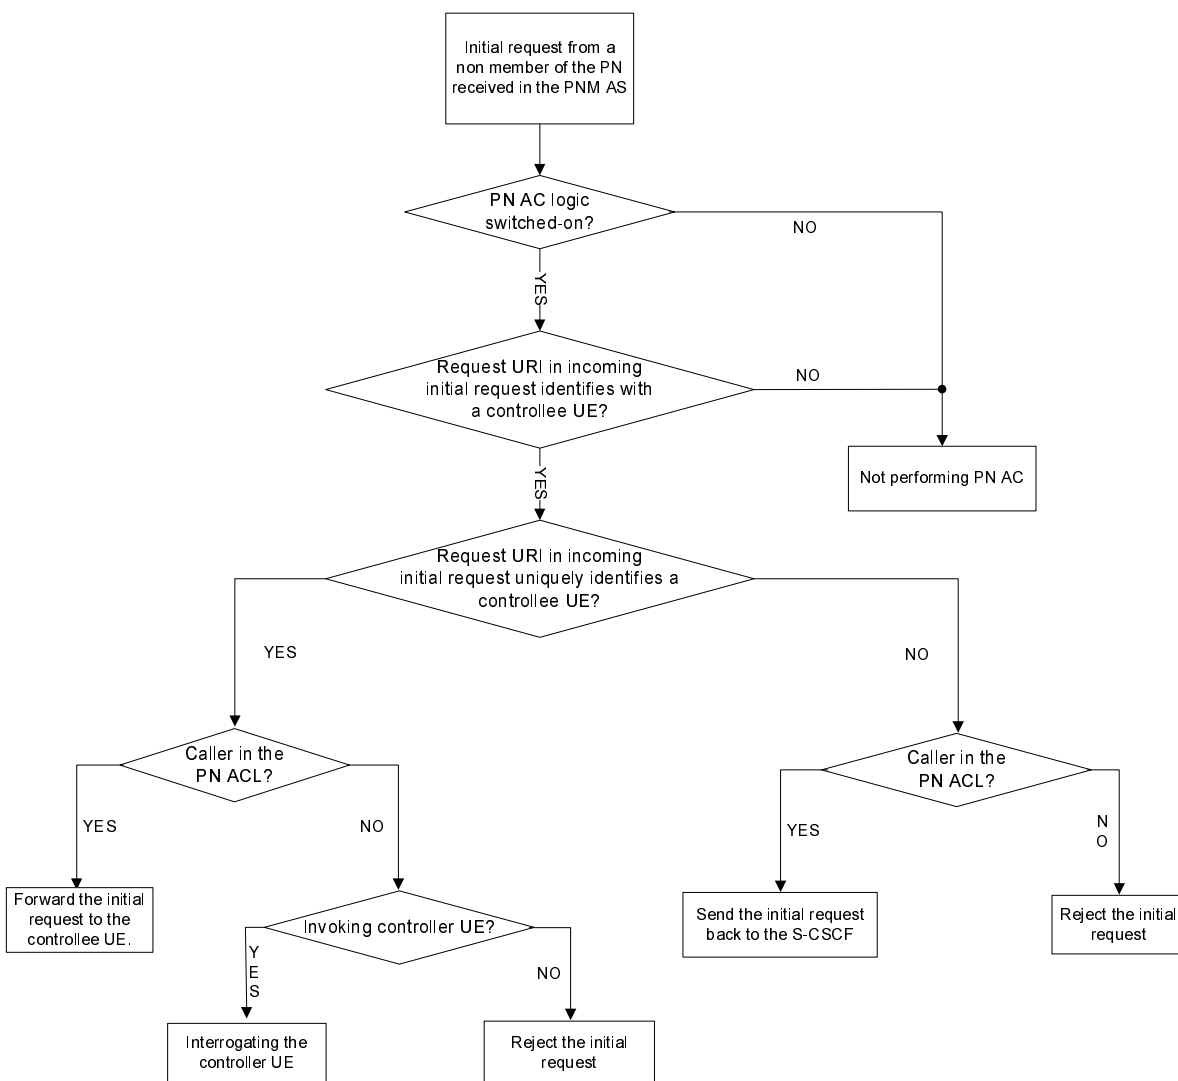 Initial request from a
non member of the PN
received in the PNM AS
PN AC logic
switched-on?
NO
YES
Request URI in incoming
initial request identifies with
a controllee UE?
NO
Not performing PN AC
YES
Request URI in incoming
initial request uniquely identifies a
controllee UE?
YES
NO
Caller in the
PN ACL?
Caller in the
PN ACL?
YES
NO
YES
NO
Forward the initial
request to the
controllee UE.
Invoking controller UE?
Send the initial request
back to the S-CSCF
Reject the initial
request
YES
NO
Interrogating the
controller UE
Reject the initial
request